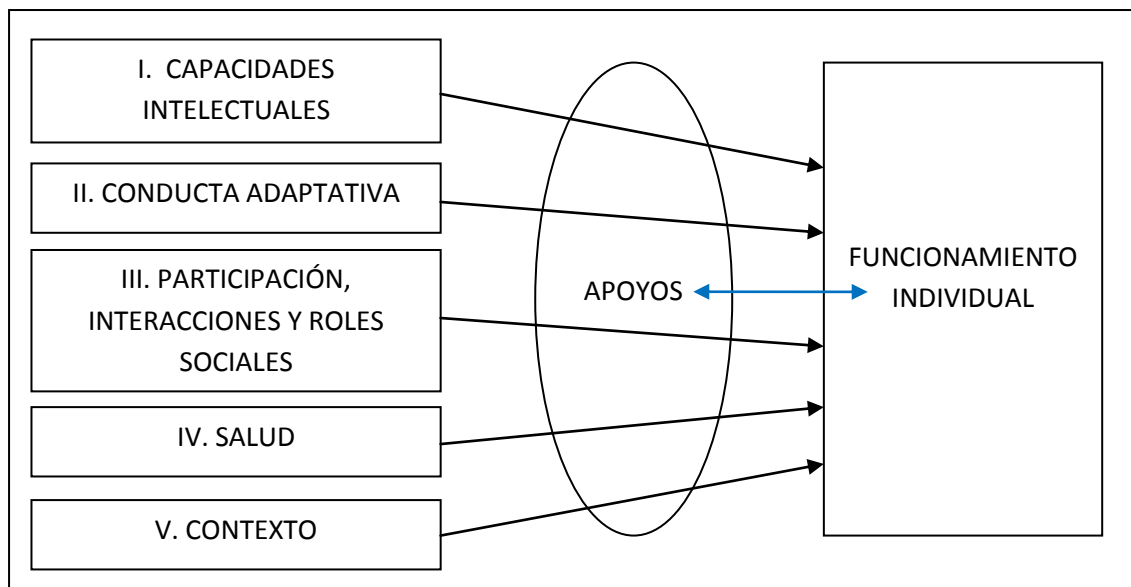 I. CAPACIDADES
INTELECTUALES
II. CONDUCTA ADAPTATIVA
III. PARTICIPACIÓN,
INTERACCIONES Y ROLES
SOCIALES
IV. SALUD
V. CONTEXTO
APOYOS
FUNCIONAMIENTO
INDIVIDUAL